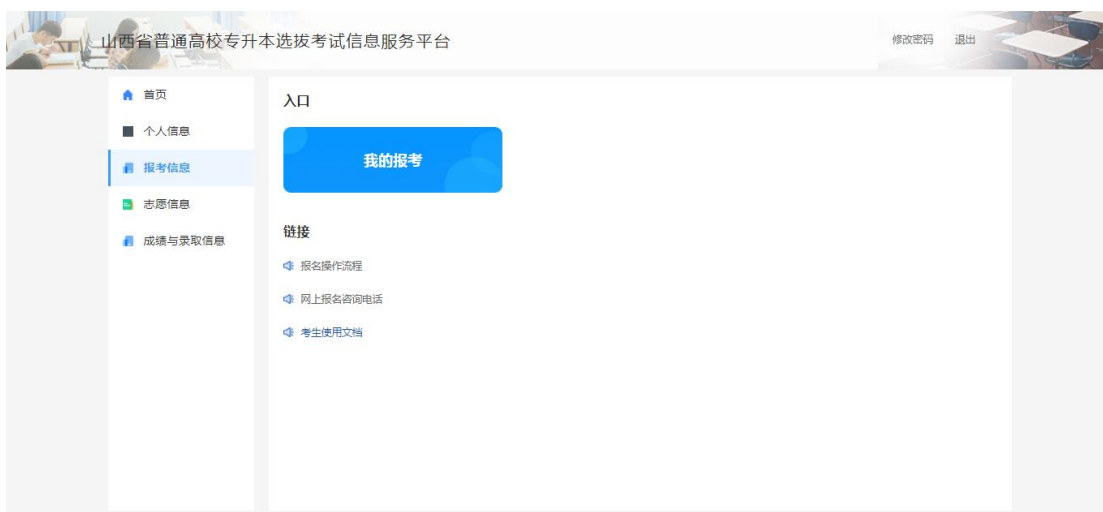 山西省普通高校专升本选拔考试信息服务平台
修改密码 退出
首页
个人信息
报考信息
志愿信息
成绩与录取信息
入口
我的报考
链接
报名操作流程
网上报名咨询电话
考生使用文档